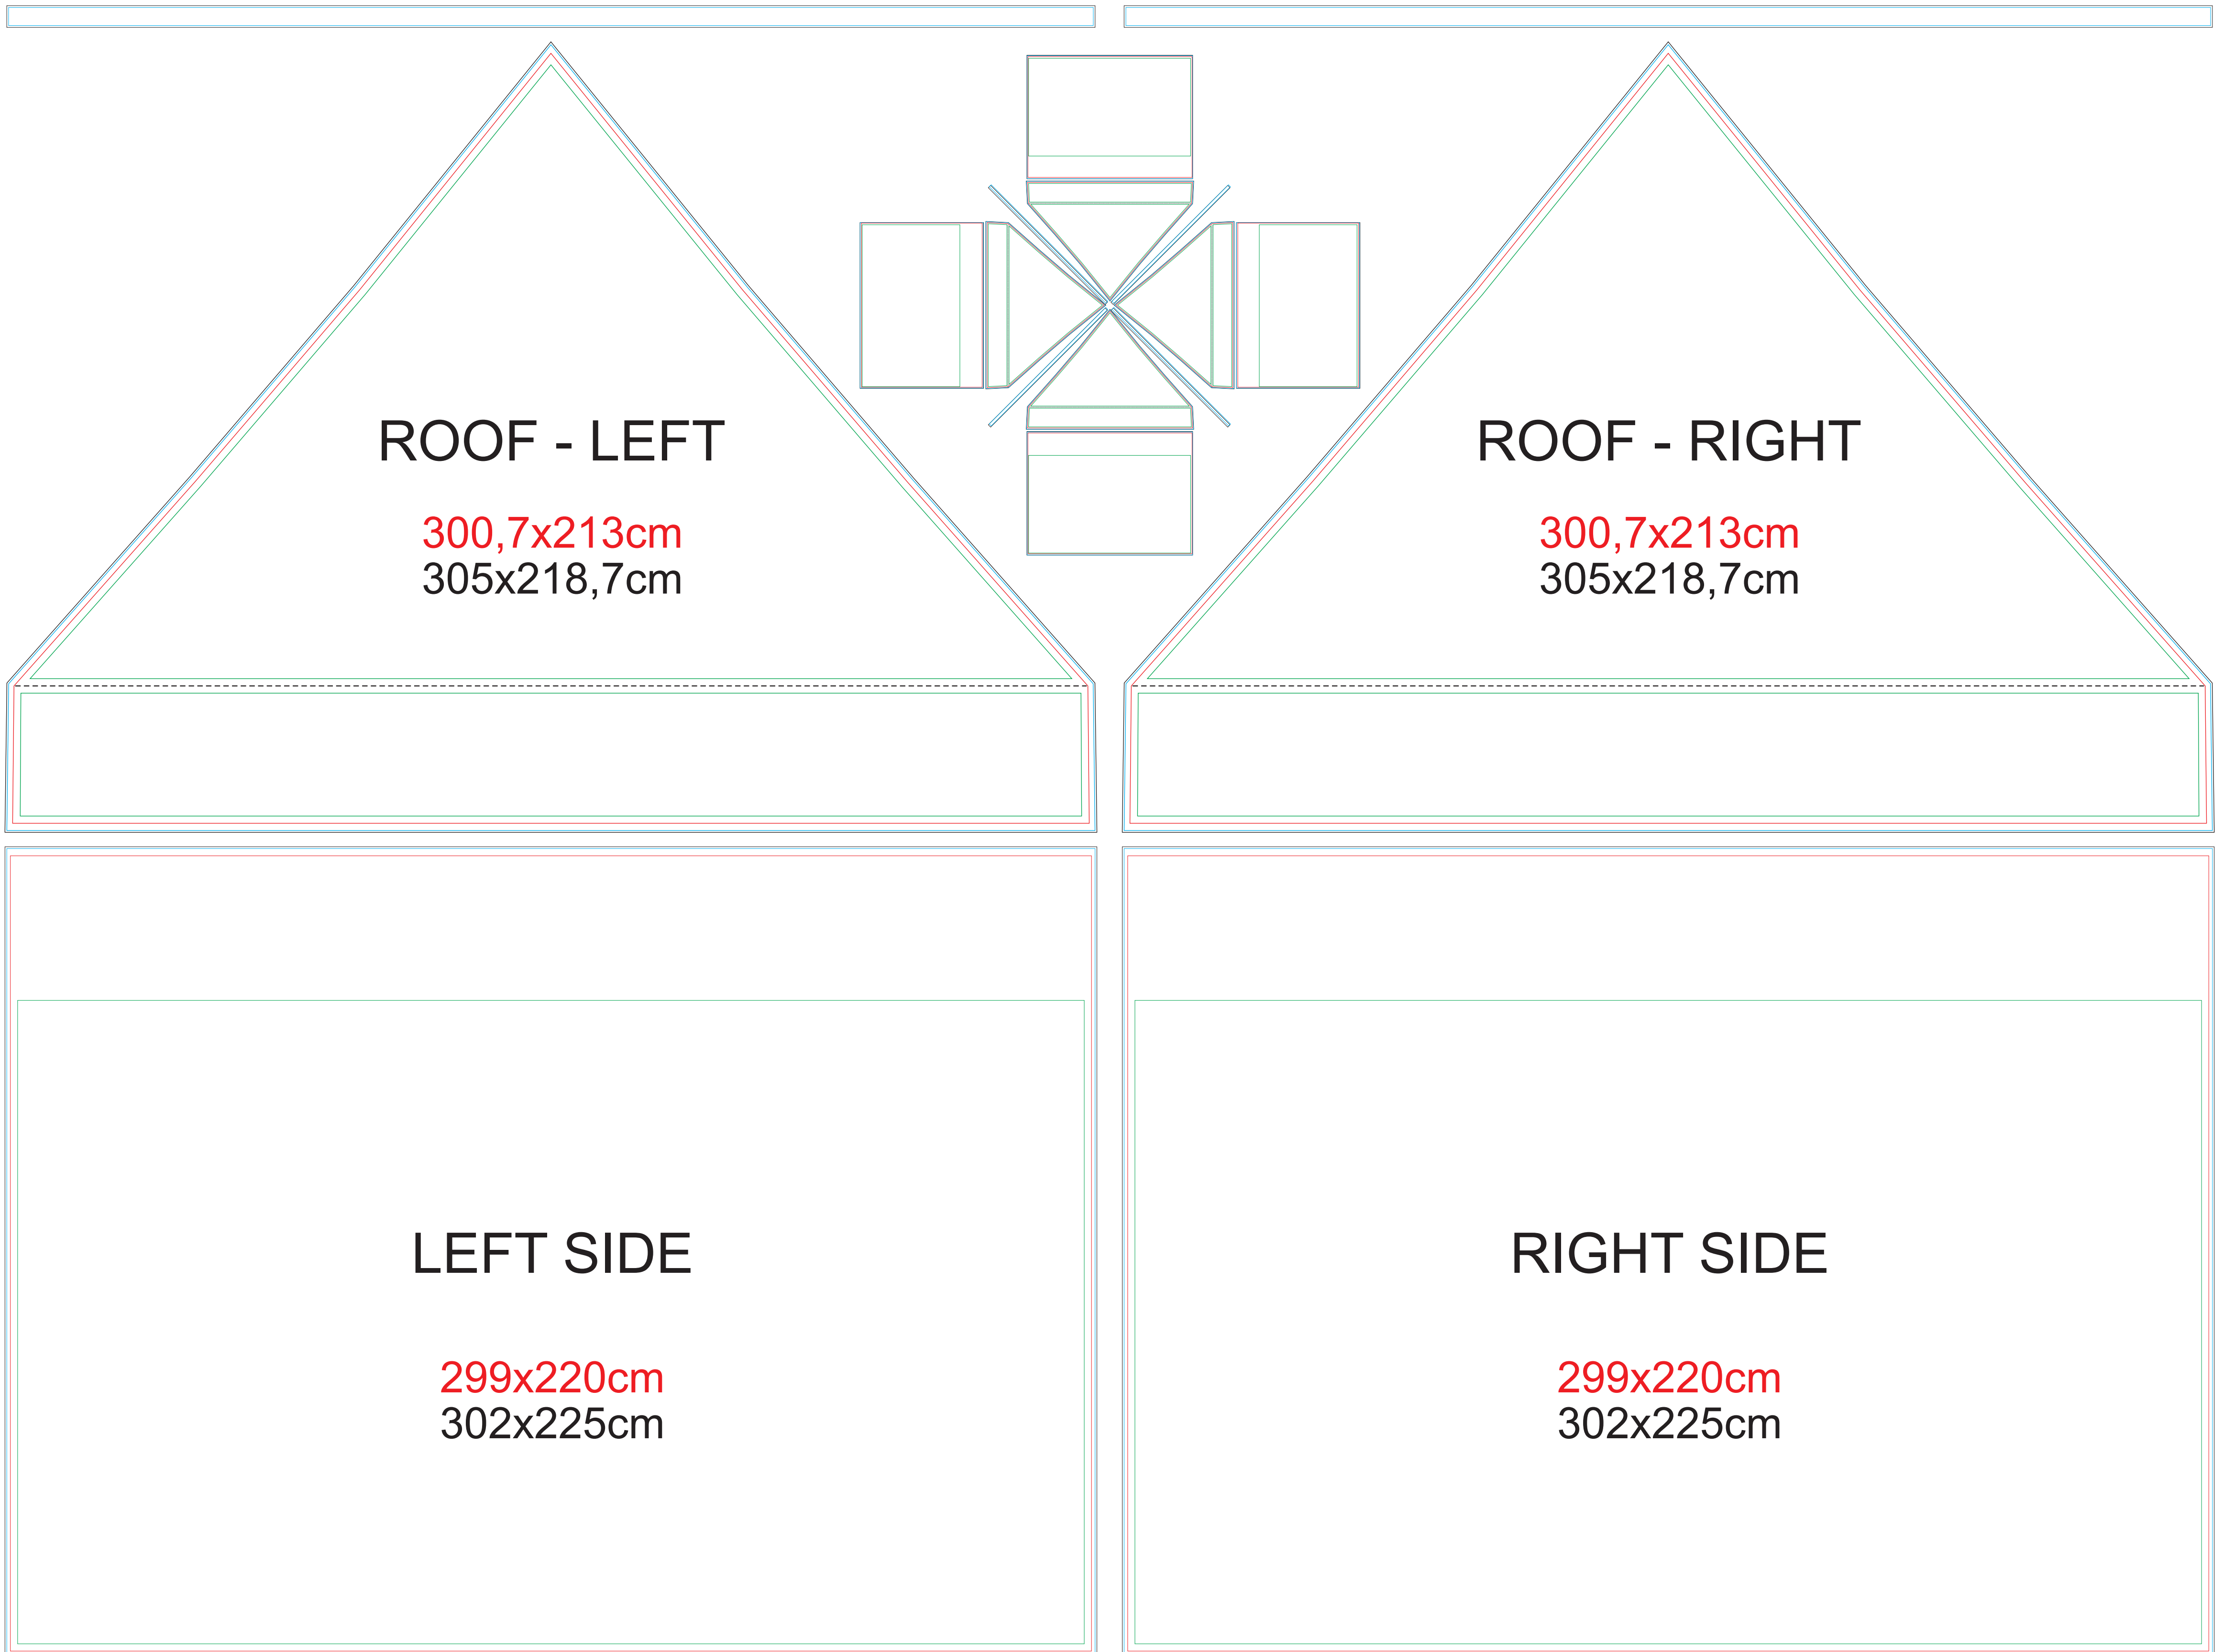 ROOF - LEFT
300,7x213cm
305x218,7cm
ROOF - RIGHT
300,7x213cm
305x218,7cm
LEFT SIDE
299x220cm
302x225cm
RIGHT SIDE
299x220cm
302x225cm